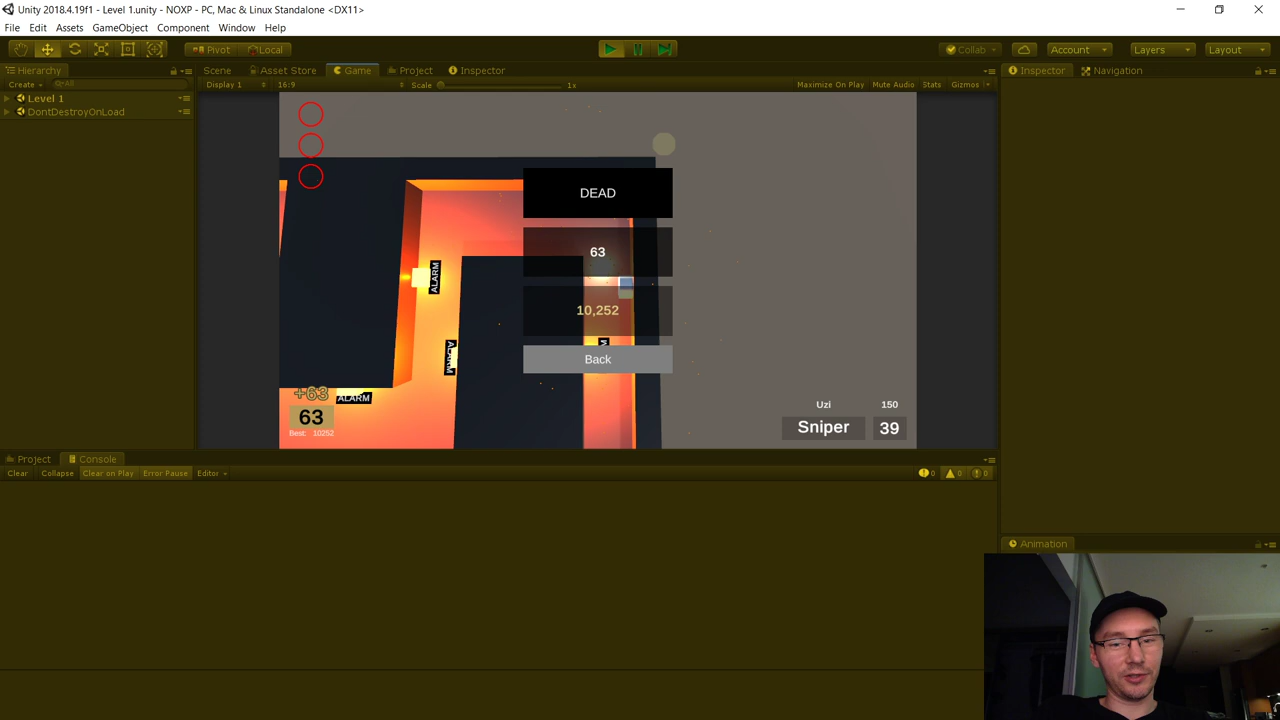 Unity 2018.4.19f1 - Level 1.unity - NOXP - PC, Mac & Linux Standalone <DX11>
File Edit Assets GameObject Component Window Help
Pivot Local Collab Account Layers Layout
Hierarchy Scene Asset Store Game Project Inspector Inspector Navigation
Create All Display 1 16:9 Scale 1x Maximize On Play Mute Audio Stats Gizmos
Level 1
DontDestroyOnLoad
DEAD
63
ALARM
10,252
ALARM
Back
+63
ALARM
63
Best: 10252
Uzi 150
Sniper 39
Project Console
Clear Collapse Clear on Play Error Pause Editor 0 0 0
Animation